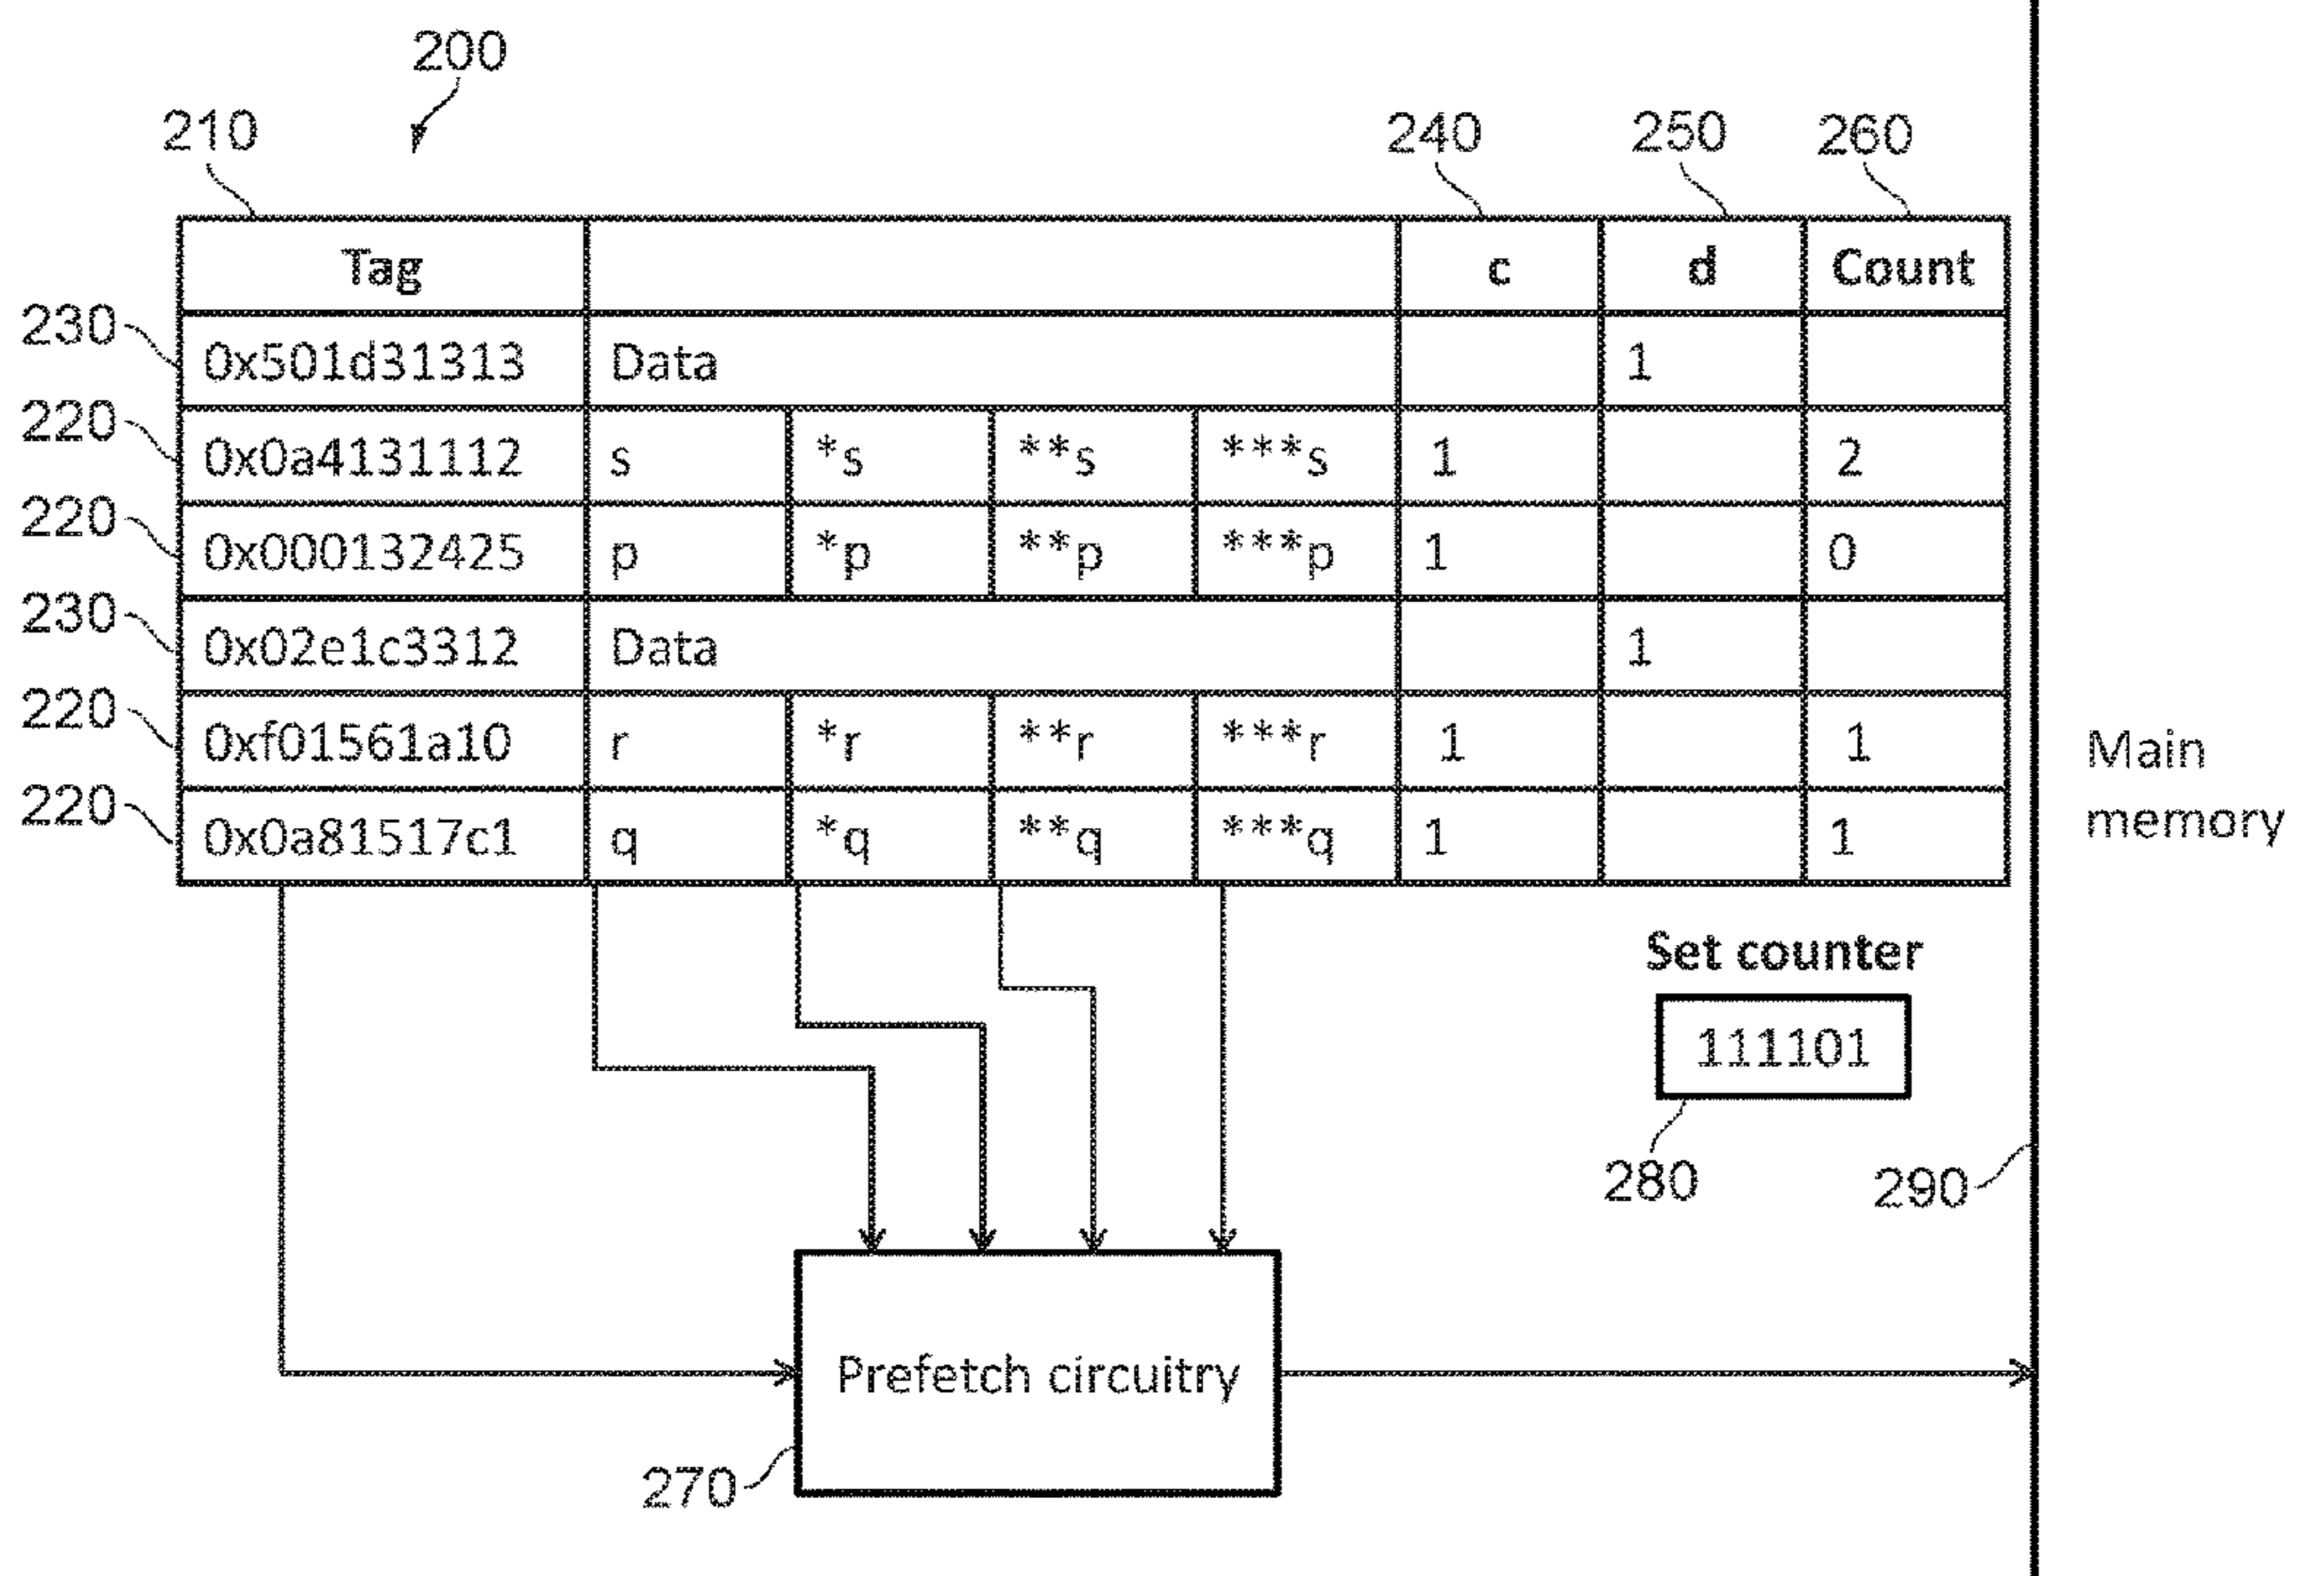 200
210 240 250 260
Tag c d Count
230 0x501d31313 Data 1
220 0x0a4131112 s *s **s ***s 1 2
220 0x000132425 p *p **p ***p 1 0
230 0x02e1c3312 Data 1
220 0xf01561a10 r *r **r ***r 1 1
220 0x0a81517c1 q *q **q ***q 1 1
Main
memory
Set counter
111101
280 290
Prefetch circuitry
270